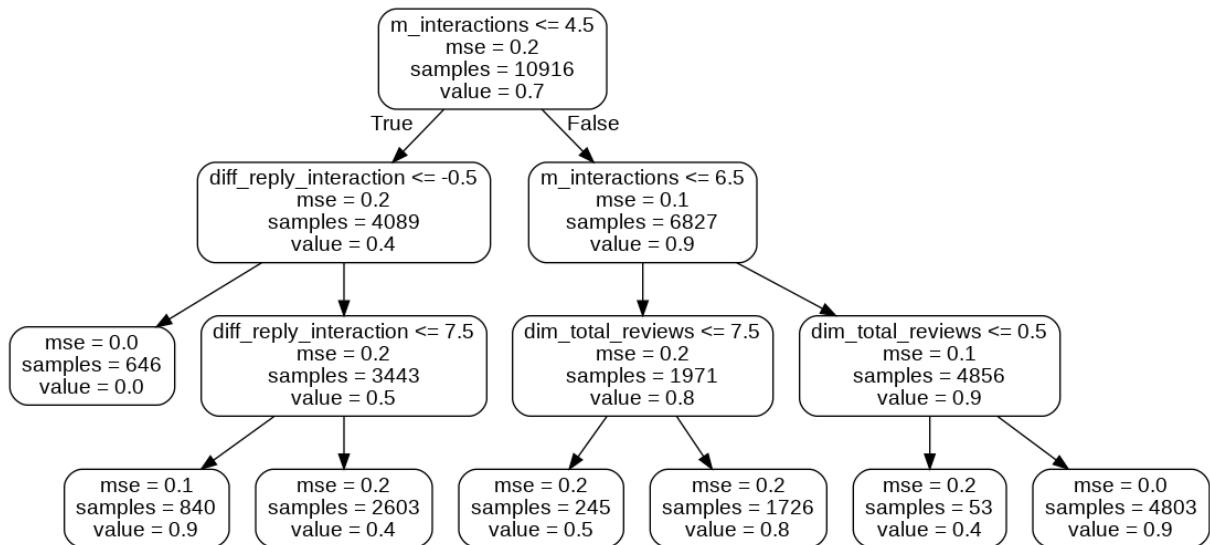 m_interactions <= 4.5
mse = 0.2
samples = 10916
value = 0.7
True
False
diff_reply_interaction <= -0.5
mse = 0.2
samples = 4089
value = 0.4
m_interactions <= 6.5
mse = 0.1
samples = 6827
value = 0.9
mse = 0.0
samples = 646
value = 0.0
diff_reply_interaction <= 7.5
mse = 0.2
samples = 3443
value = 0.5
dim_total_reviews <= 7.5
mse = 0.2
samples = 1971
value = 0.8
dim_total_reviews <= 0.5
mse = 0.1
samples = 4856
value = 0.9
mse = 0.1
samples = 840
value = 0.9
mse = 0.2
samples = 2603
value = 0.4
mse = 0.2
samples = 245
value = 0.5
mse = 0.2
samples = 1726
value = 0.8
mse = 0.2
samples = 53
value = 0.4
mse = 0.0
samples = 4803
value = 0.9